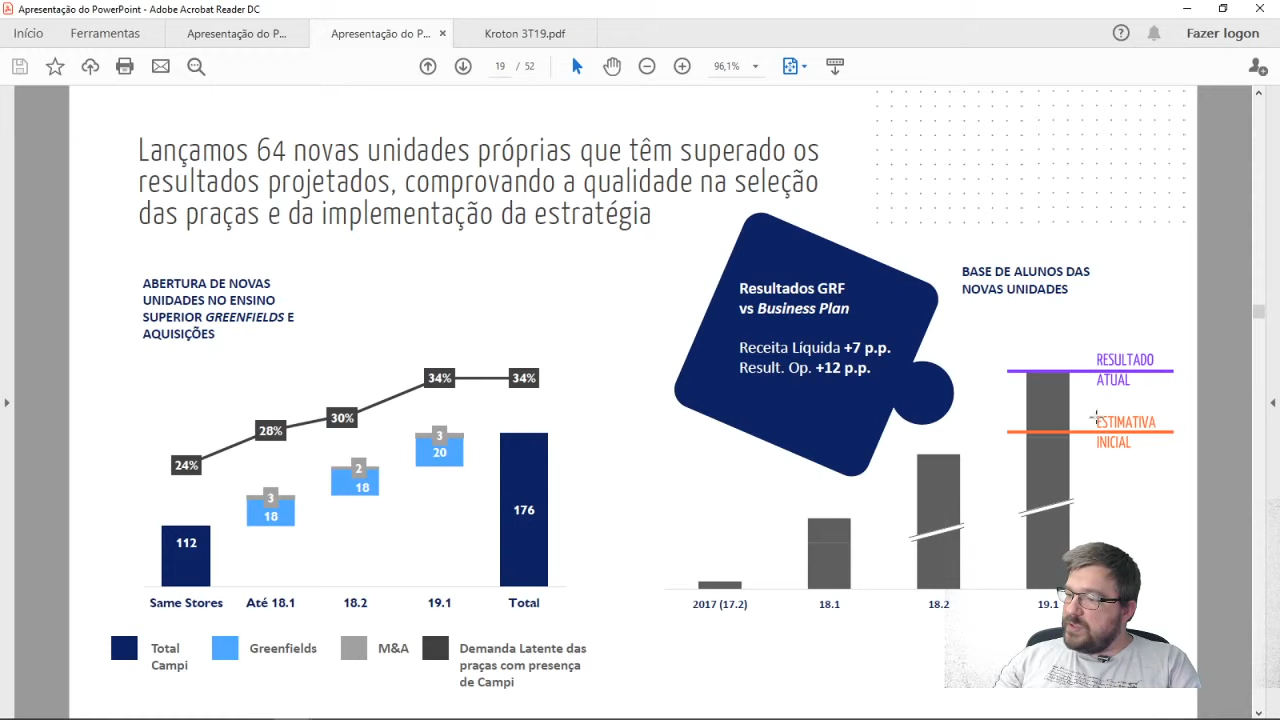 Apresentação do PowerPoint - Adobe Acrobat Reader DC
Início
Ferramentas
Apresentação do P...
Apresentação do P... ×
Kroton 3T19.pdf
Fazer logon
19 / 52
96,1%
Lançamos 64 novas unidades próprias que têm superado os
resultados projetados, comprovando a qualidade na seleção
das praças e da implementação da estratégia
ABERTURA DE NOVAS
UNIDADES NO ENSINO
SUPERIOR GREENFIELDS E
AQUISIÇÕES
24%
28%
30%
34%
34%
112
3
18
2
18
3
20
176
Same Stores
Até 18.1
18.2
19.1
Total
Total
Campi
Greenfields
M&A
Demanda Latente das
praças com presença
de Campi
Resultados GRF
vs Business Plan
Receita Líquida +7 p.p.
Result. Op. +12 p.p.
BASE DE ALUNOS DAS
NOVAS UNIDADES
RESULTADO
ATUAL
ESTIMATIVA
INICIAL
2017 (17.2)
18.1
18.2
19.1